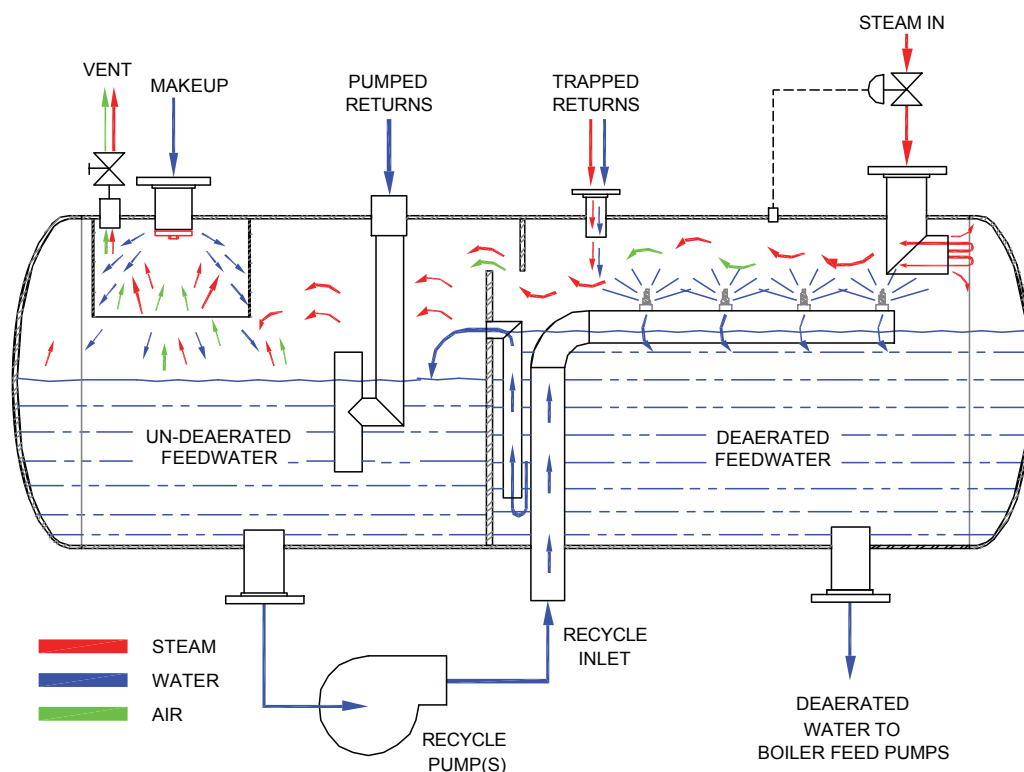 STEAM IN
VENT
MAKEUP
PUMPED
RETURNS
TRAPPED
RETURNS
UN-DEAERATED
FEEDWATER
DEAERATED
FEEDWATER
STEAM
WATER
AIR
RECYCLE
INLET
RECYCLE
PUMP(S)
DEAERATED
WATER TO
BOILER FEED PUMPS